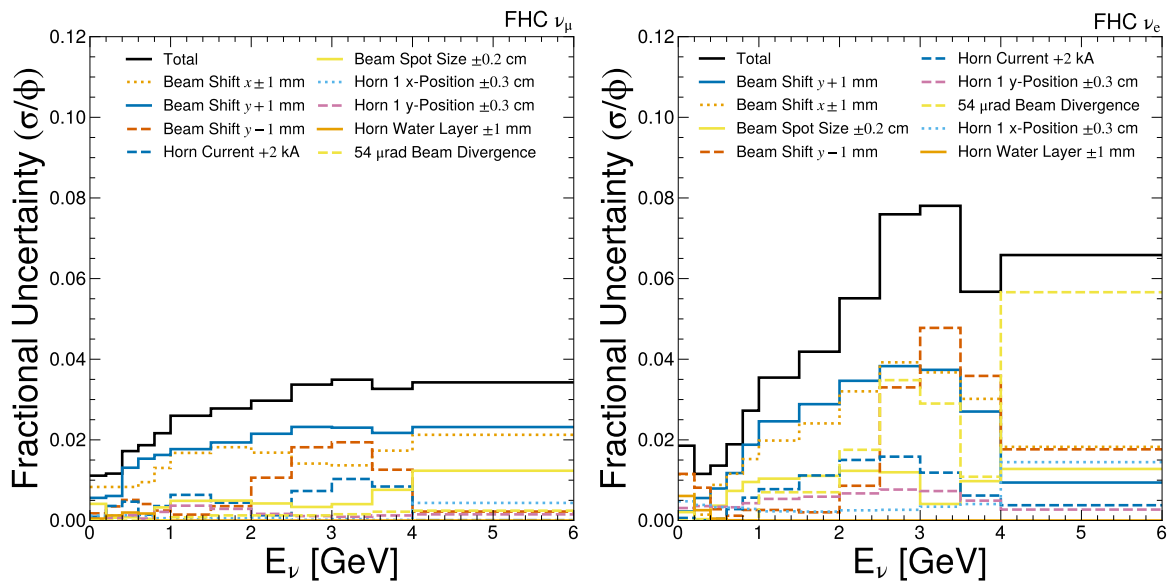 FHC νμ
0.12
0.10
0.08
0.06
0.04
0.02
0.00
Fractional Uncertainty (σ/ϕ)
Total
Beam Shift x ± 1 mm
Beam Shift y + 1 mm
Beam Shift y − 1 mm
Horn Current +2 kA
Beam Spot Size ±0.2 cm
Horn 1 x-Position ±0.3 cm
Horn 1 y-Position ±0.3 cm
Horn Water Layer ±1 mm
54 μrad Beam Divergence
0 1 2 3 4 5 6
Eν [GeV]
FHC νe
0.12
0.10
0.08
0.06
0.04
0.02
0.00
Fractional Uncertainty (σ/ϕ)
Total
Beam Shift y + 1 mm
Beam Shift x ± 1 mm
Beam Spot Size ±0.2 cm
Beam Shift y − 1 mm
Horn Current +2 kA
Horn 1 y-Position ±0.3 cm
54 μrad Beam Divergence
Horn 1 x-Position ±0.3 cm
Horn Water Layer ±1 mm
0 1 2 3 4 5 6
Eν [GeV]